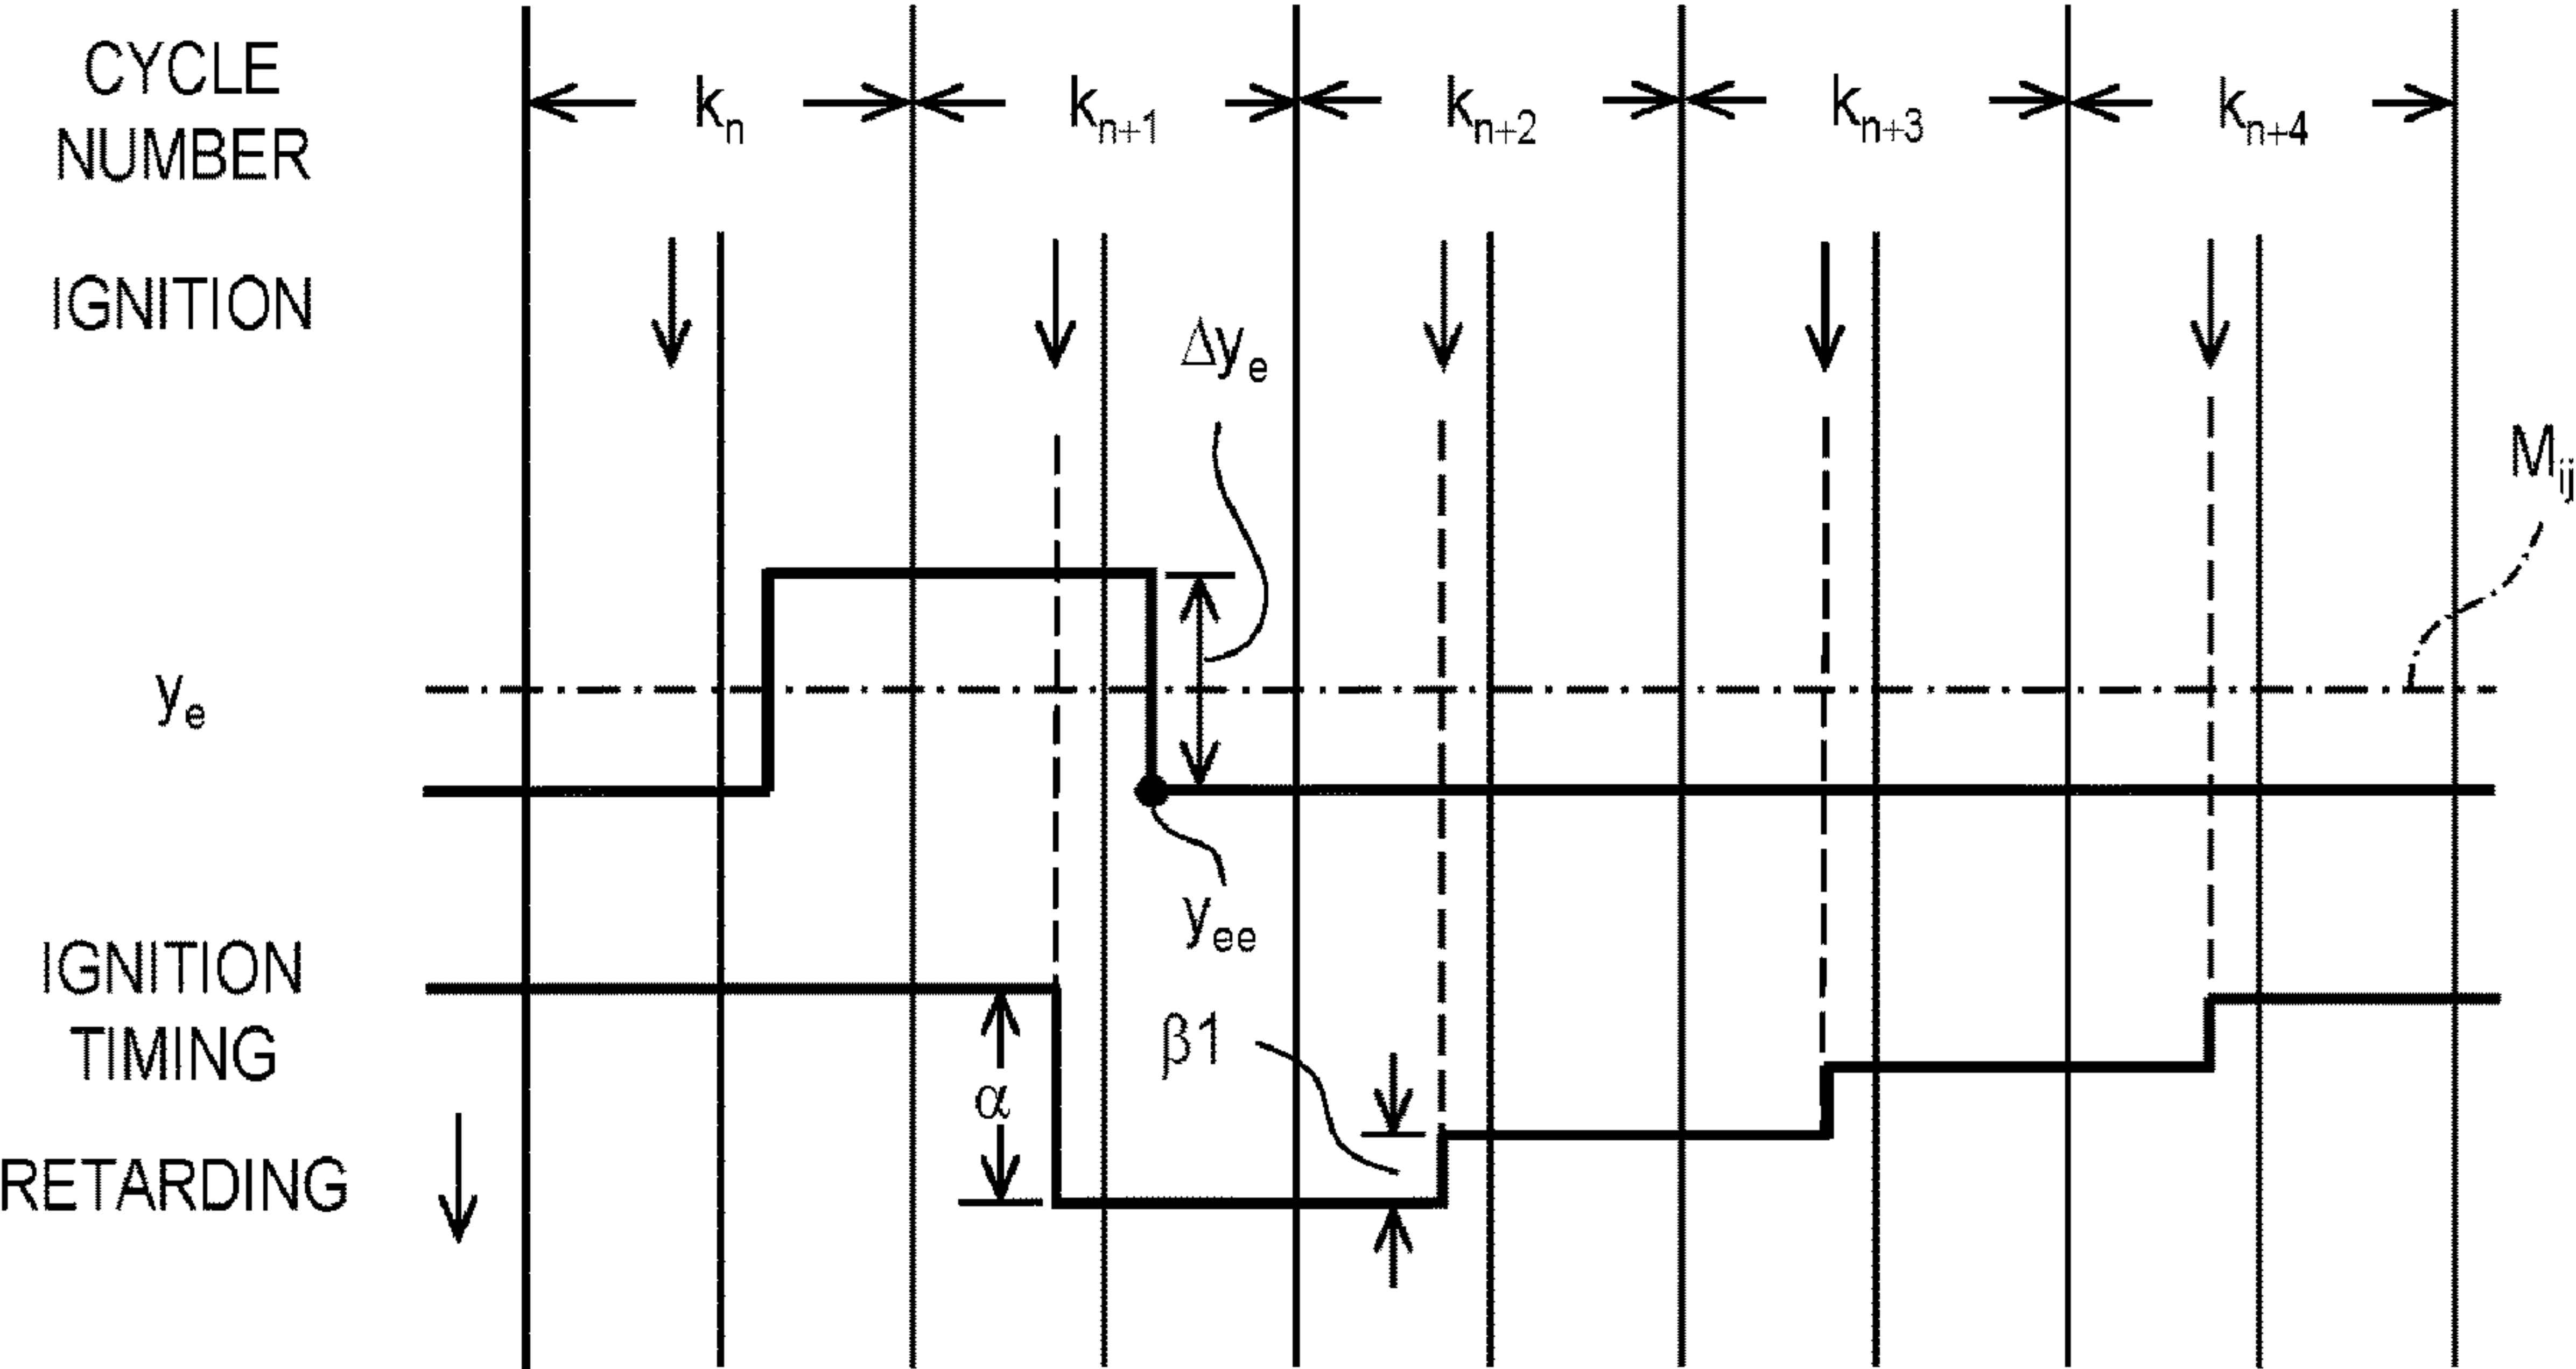 CYCLE
NUMBER
kn
kn+1
kn+2
kn+3
kn+4
IGNITION
Δye
Mij
ye
yee
IGNITION
TIMING
β1
α
RETARDING